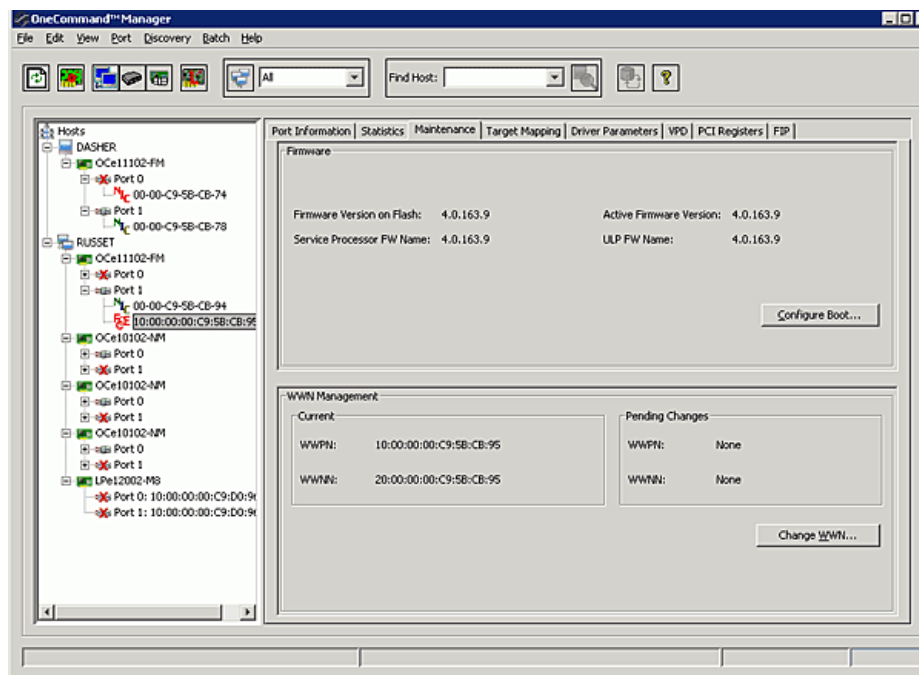 OneCommand™Manager
File Edit View Port Discovery Batch Help
All
Find Host:
Hosts
DASHER
OCe11102-FM
Port 0
NIC 00-00-C9-5B-CB-74
Port 1
NIC 00-00-C9-5B-CB-78
RUSSET
OCe11102-FM
Port 0
Port 1
NIC 00-00-C9-5B-CB-94
FCoE 10:00:00:00:C9:5B:CB:95
OCe10102-NM
Port 0
Port 1
OCe10102-NM
Port 0
Port 1
OCe10102-NM
Port 0
Port 1
LPe12002-M8
Port 0: 10:00:00:00:C9:D0:9
Port 1: 10:00:00:00:C9:D0:9
Port Information Statistics Maintenance Target Mapping Driver Parameters VPD PCI Registers FIP
Firmware
Firmware Version on Flash: 4.0.163.9 Active Firmware Version: 4.0.163.9
Service Processor FW Name: 4.0.163.9 ULP FW Name: 4.0.163.9
Configure Boot...
WWN Management
Current Pending Changes
WWPN: 10:00:00:00:C9:5B:CB:95 WWPN: None
WWNN: 20:00:00:00:C9:5B:CB:95 WWNN: None
Change WWN...